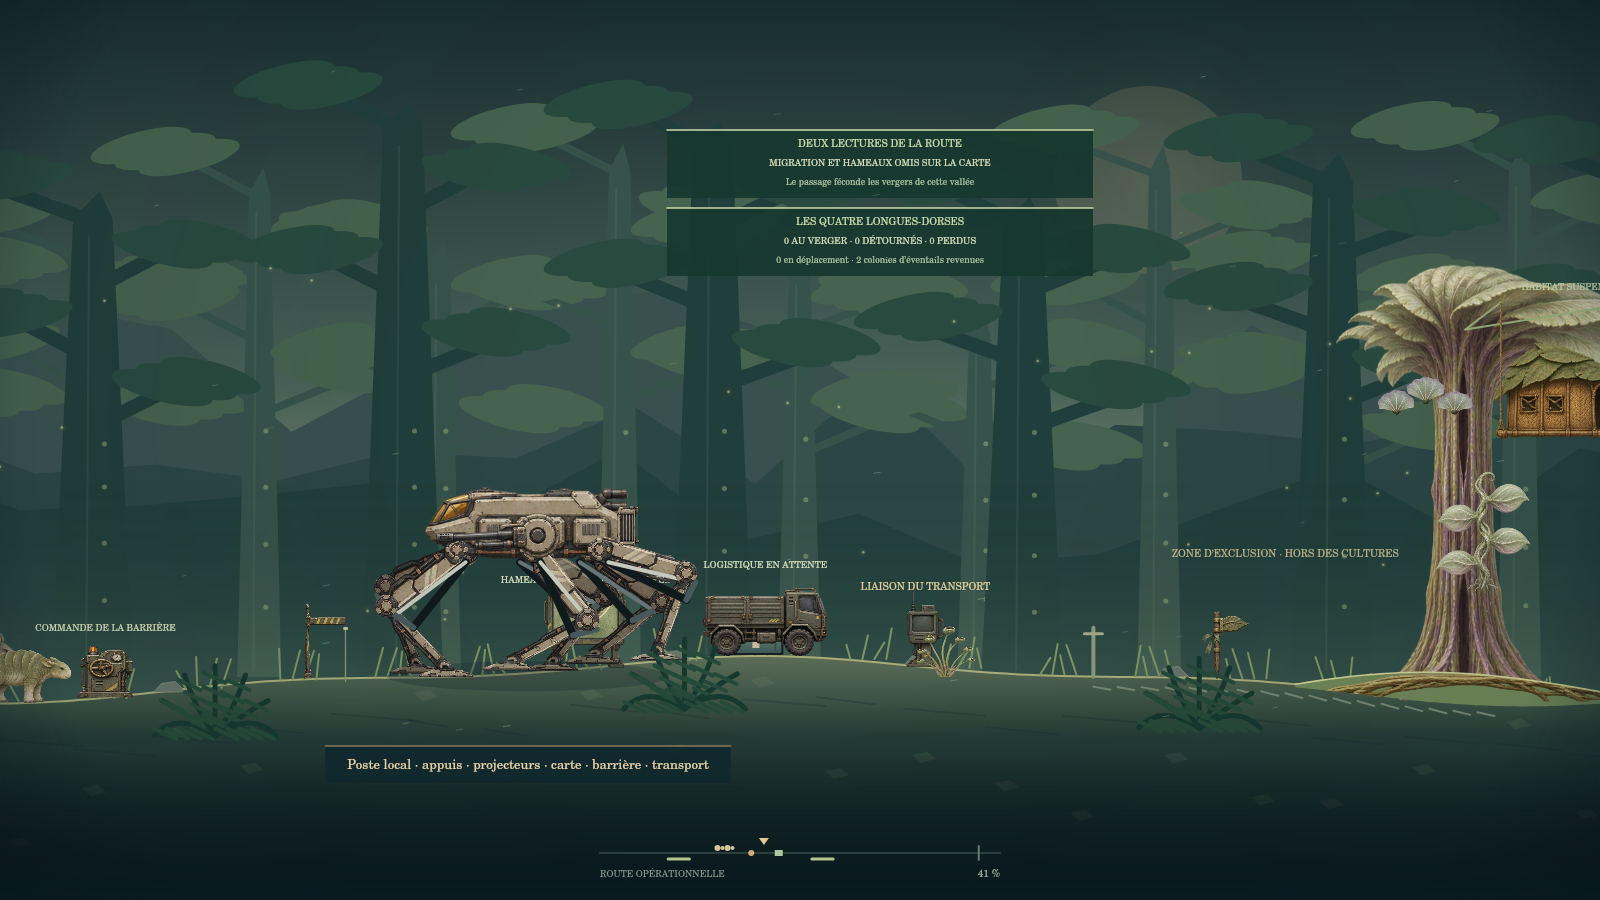 DEUX LECTURES DE LA ROUTE
MIGRATION ET HAMEAUX OMIS SUR LA CARTE
Le passage féconde les vergers de cette vallée
LES QUATRE LONGUES-DORSES
0 AU VERGER · 0 DÉTOURNÉS · 0 PERDUS
0 en déplacement · 2 colonies d'éventails revenues
HABITAT
ZONE D'EXCLUSION · HORS DES CULTURES
LOGISTIQUE EN ATTENTE
LIAISON DU TRANSPORT
COMMANDE DE LA BARRIÈRE
Poste local · appuis · projecteurs · carte · barrière · transport
ROUTE OPÉRATIONNELLE
41 %